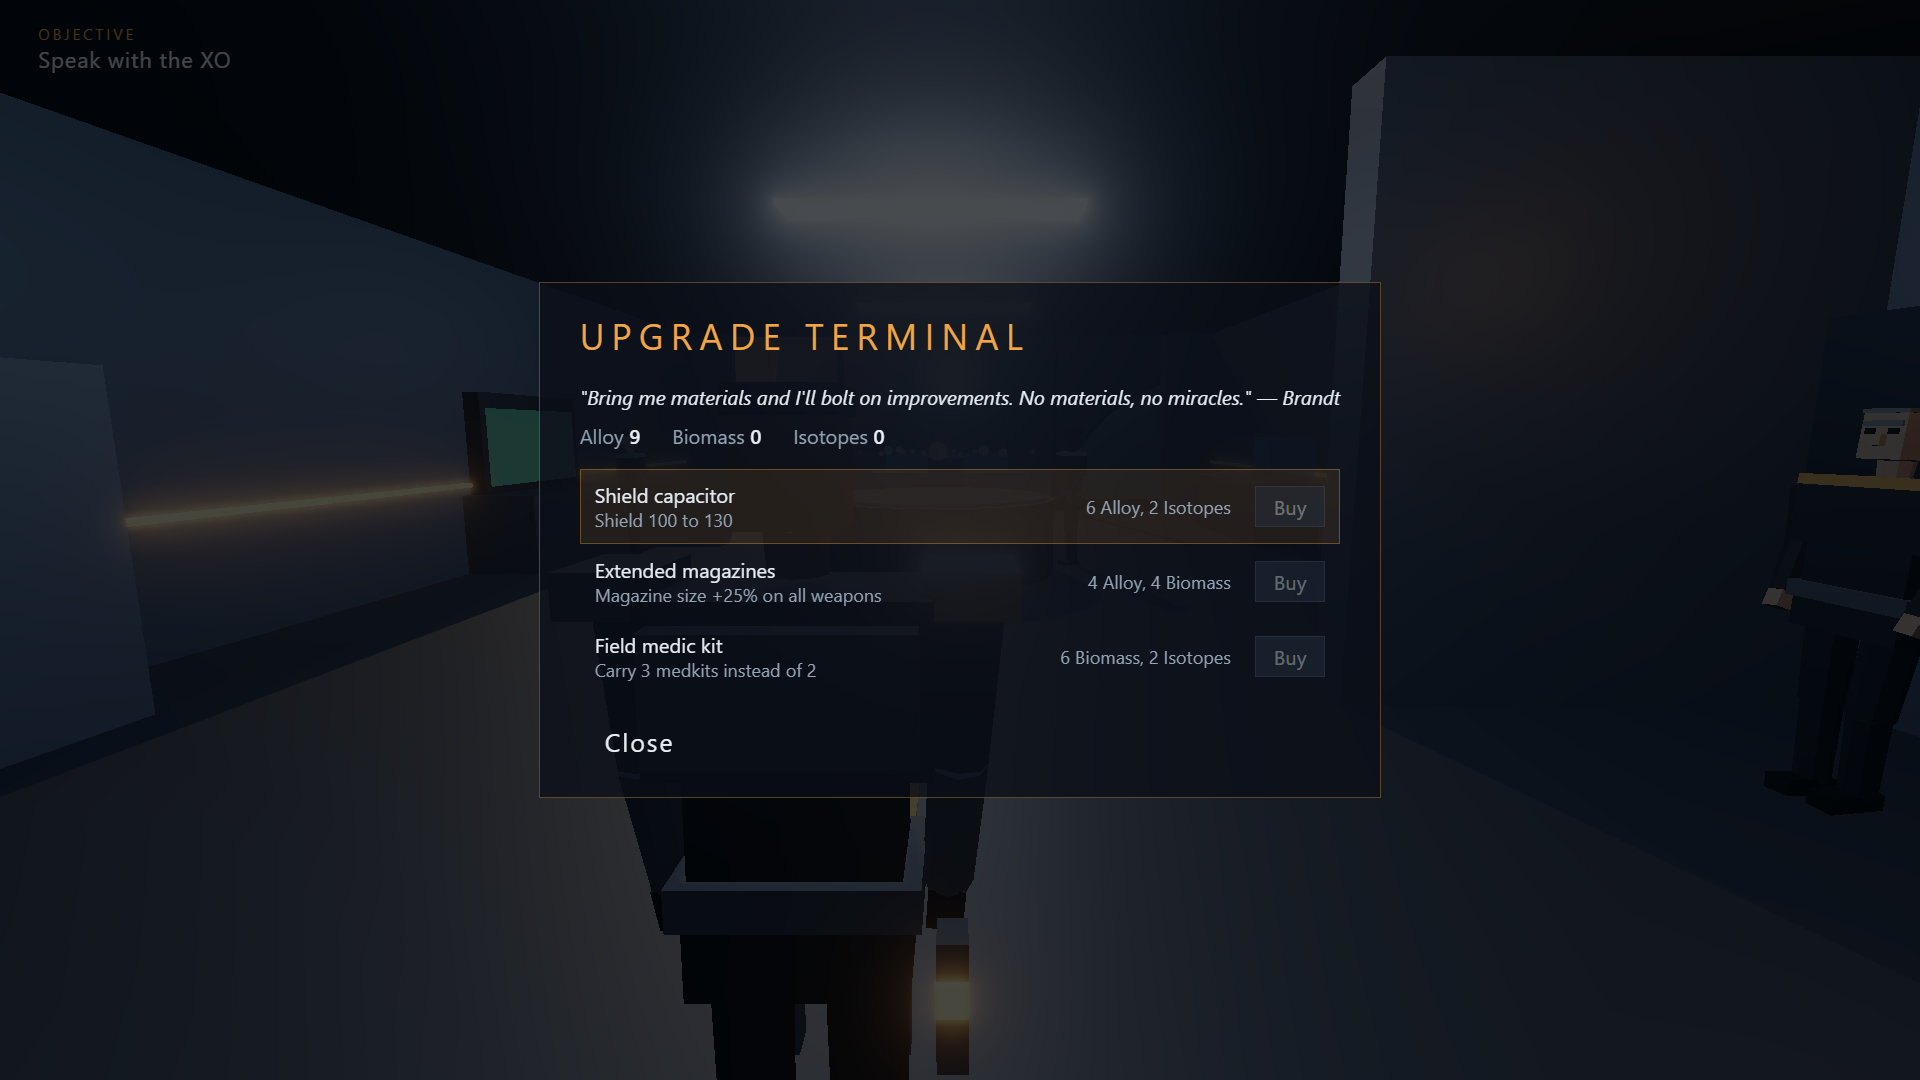 OBJECTIVE
Speak with the XO
UPGRADE TERMINAL
"Bring me materials and I'll bolt on improvements. No materials, no miracles." — Brandt
Alloy 9 Biomass 0 Isotopes 0
Shield capacitor
Shield 100 to 130
6 Alloy, 2 Isotopes Buy
Extended magazines
Magazine size +25% on all weapons
4 Alloy, 4 Biomass Buy
Field medic kit
Carry 3 medkits instead of 2
6 Biomass, 2 Isotopes Buy
Close